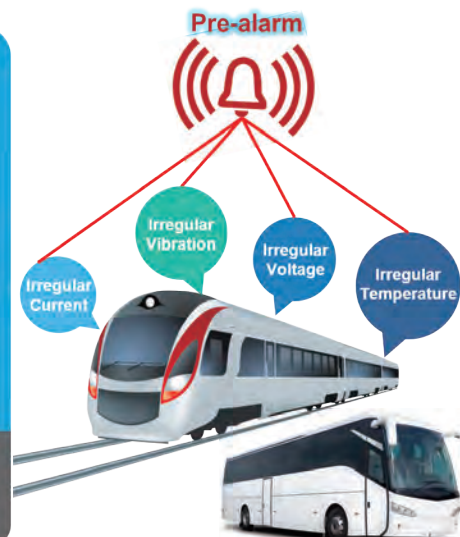 Pre-alarm
Irregular
Vibration
Irregular
Voltage
Irregular
Current
Irregular
Temperature